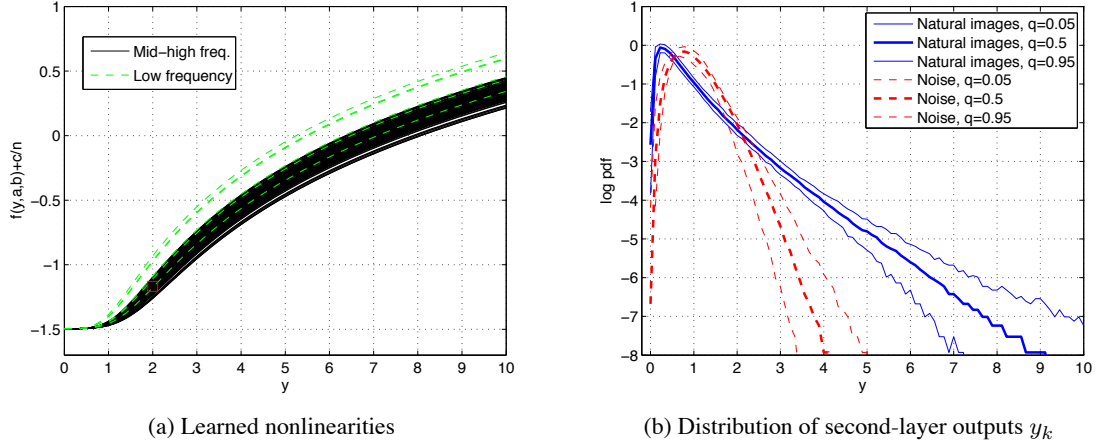 Mid−high freq.
Low frequency
1
0.5
0
−0.5
−1
−1.5
f(y,a,b)+c/n
0 1 2 3 4 5 6 7 8 9 10
y
(a) Learned nonlinearities
Natural images, q=0.05
Natural images, q=0.5
Natural images, q=0.95
Noise, q=0.05
Noise, q=0.5
Noise, q=0.95
1
0
−1
−2
−3
−4
−5
−6
−7
−8
log pdf
0 1 2 3 4 5 6 7 8 9 10
y
(b) Distribution of second-layer outputs y_k